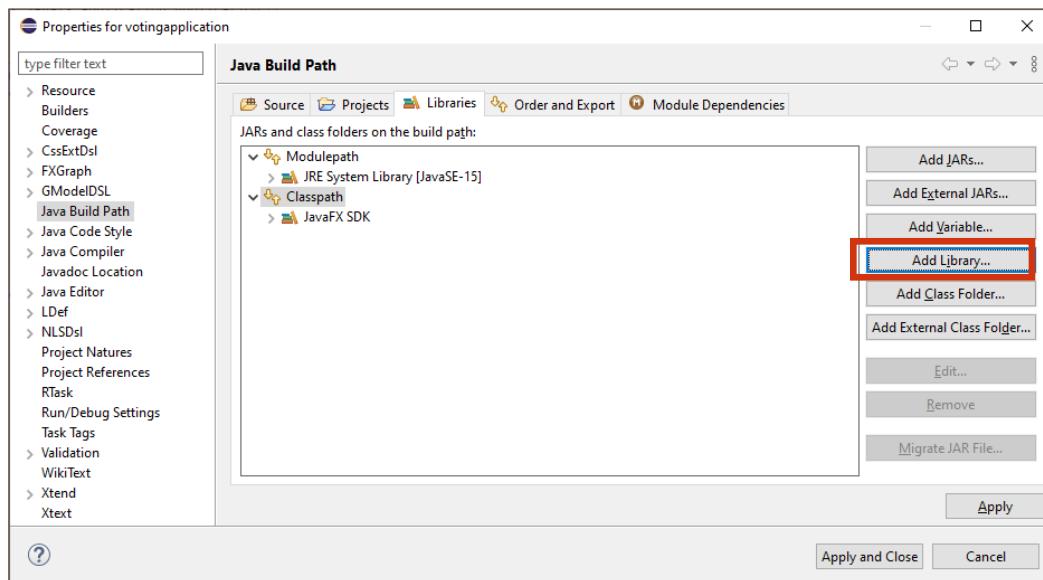 Properties for votingapplication
type filter text
Resource
Builders
Coverage
CssExtDsl
FXGraph
GModelDSL
Java Build Path
Java Code Style
Java Compiler
Javadoc Location
Java Editor
LDef
NLSDsl
Project Natures
Project References
RTask
Run/Debug Settings
Task Tags
Validation
WikiText
Xtend
Xtext
Java Build Path
Source Projects Libraries Order and Export Module Dependencies
JARs and class folders on the build path:
Modulepath
JRE System Library [JavaSE-15]
Classpath
JavaFX SDK
Add JARs...
Add External JARs...
Add Variable...
Add Library...
Add Class Folder...
Add External Class Folder...
Edit...
Remove
Migrate JAR File...
Apply
Apply and Close Cancel